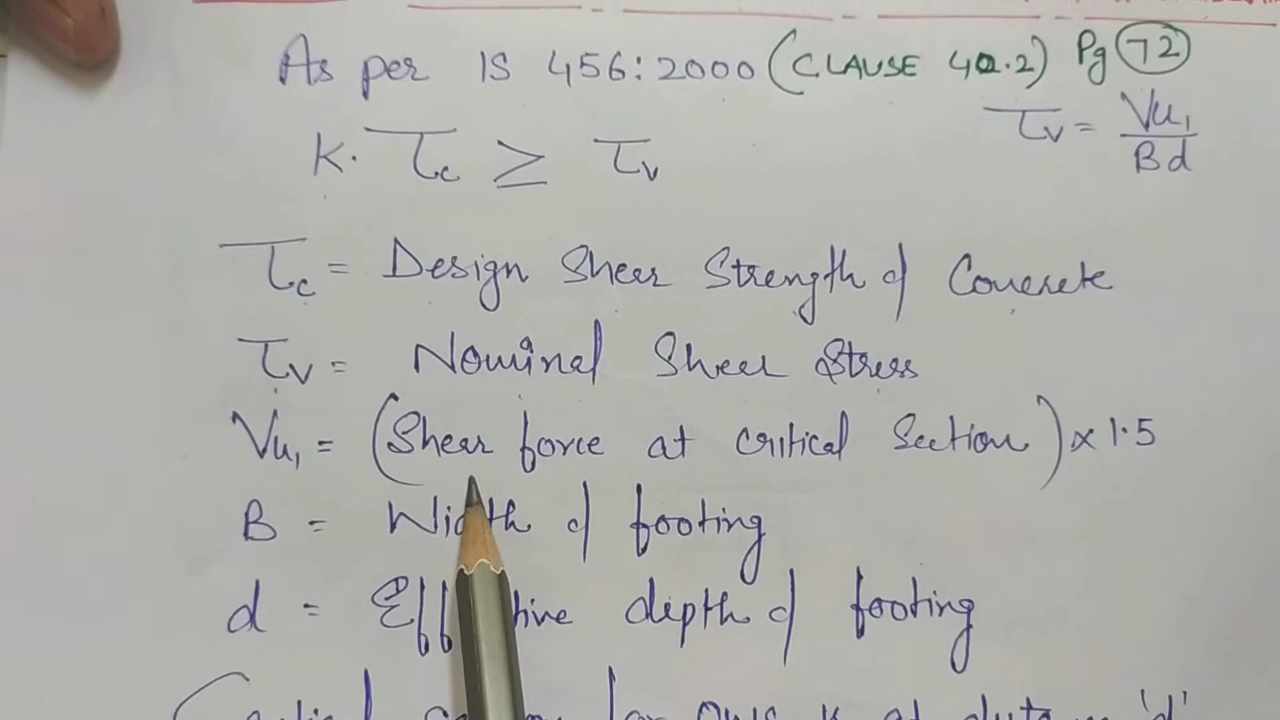 As per IS 456:2000 (CLAUSE 40.2) Pg 72
τv = Vu1 / Bd
K. τc ≥ τv
τc = Design Shear Strength of Concrete
τv = Nominal Shear Stress
Vu1 = (Shear force at critical Section) x 1.5
B = Width of footing
d = Effective depth of footing
'd'